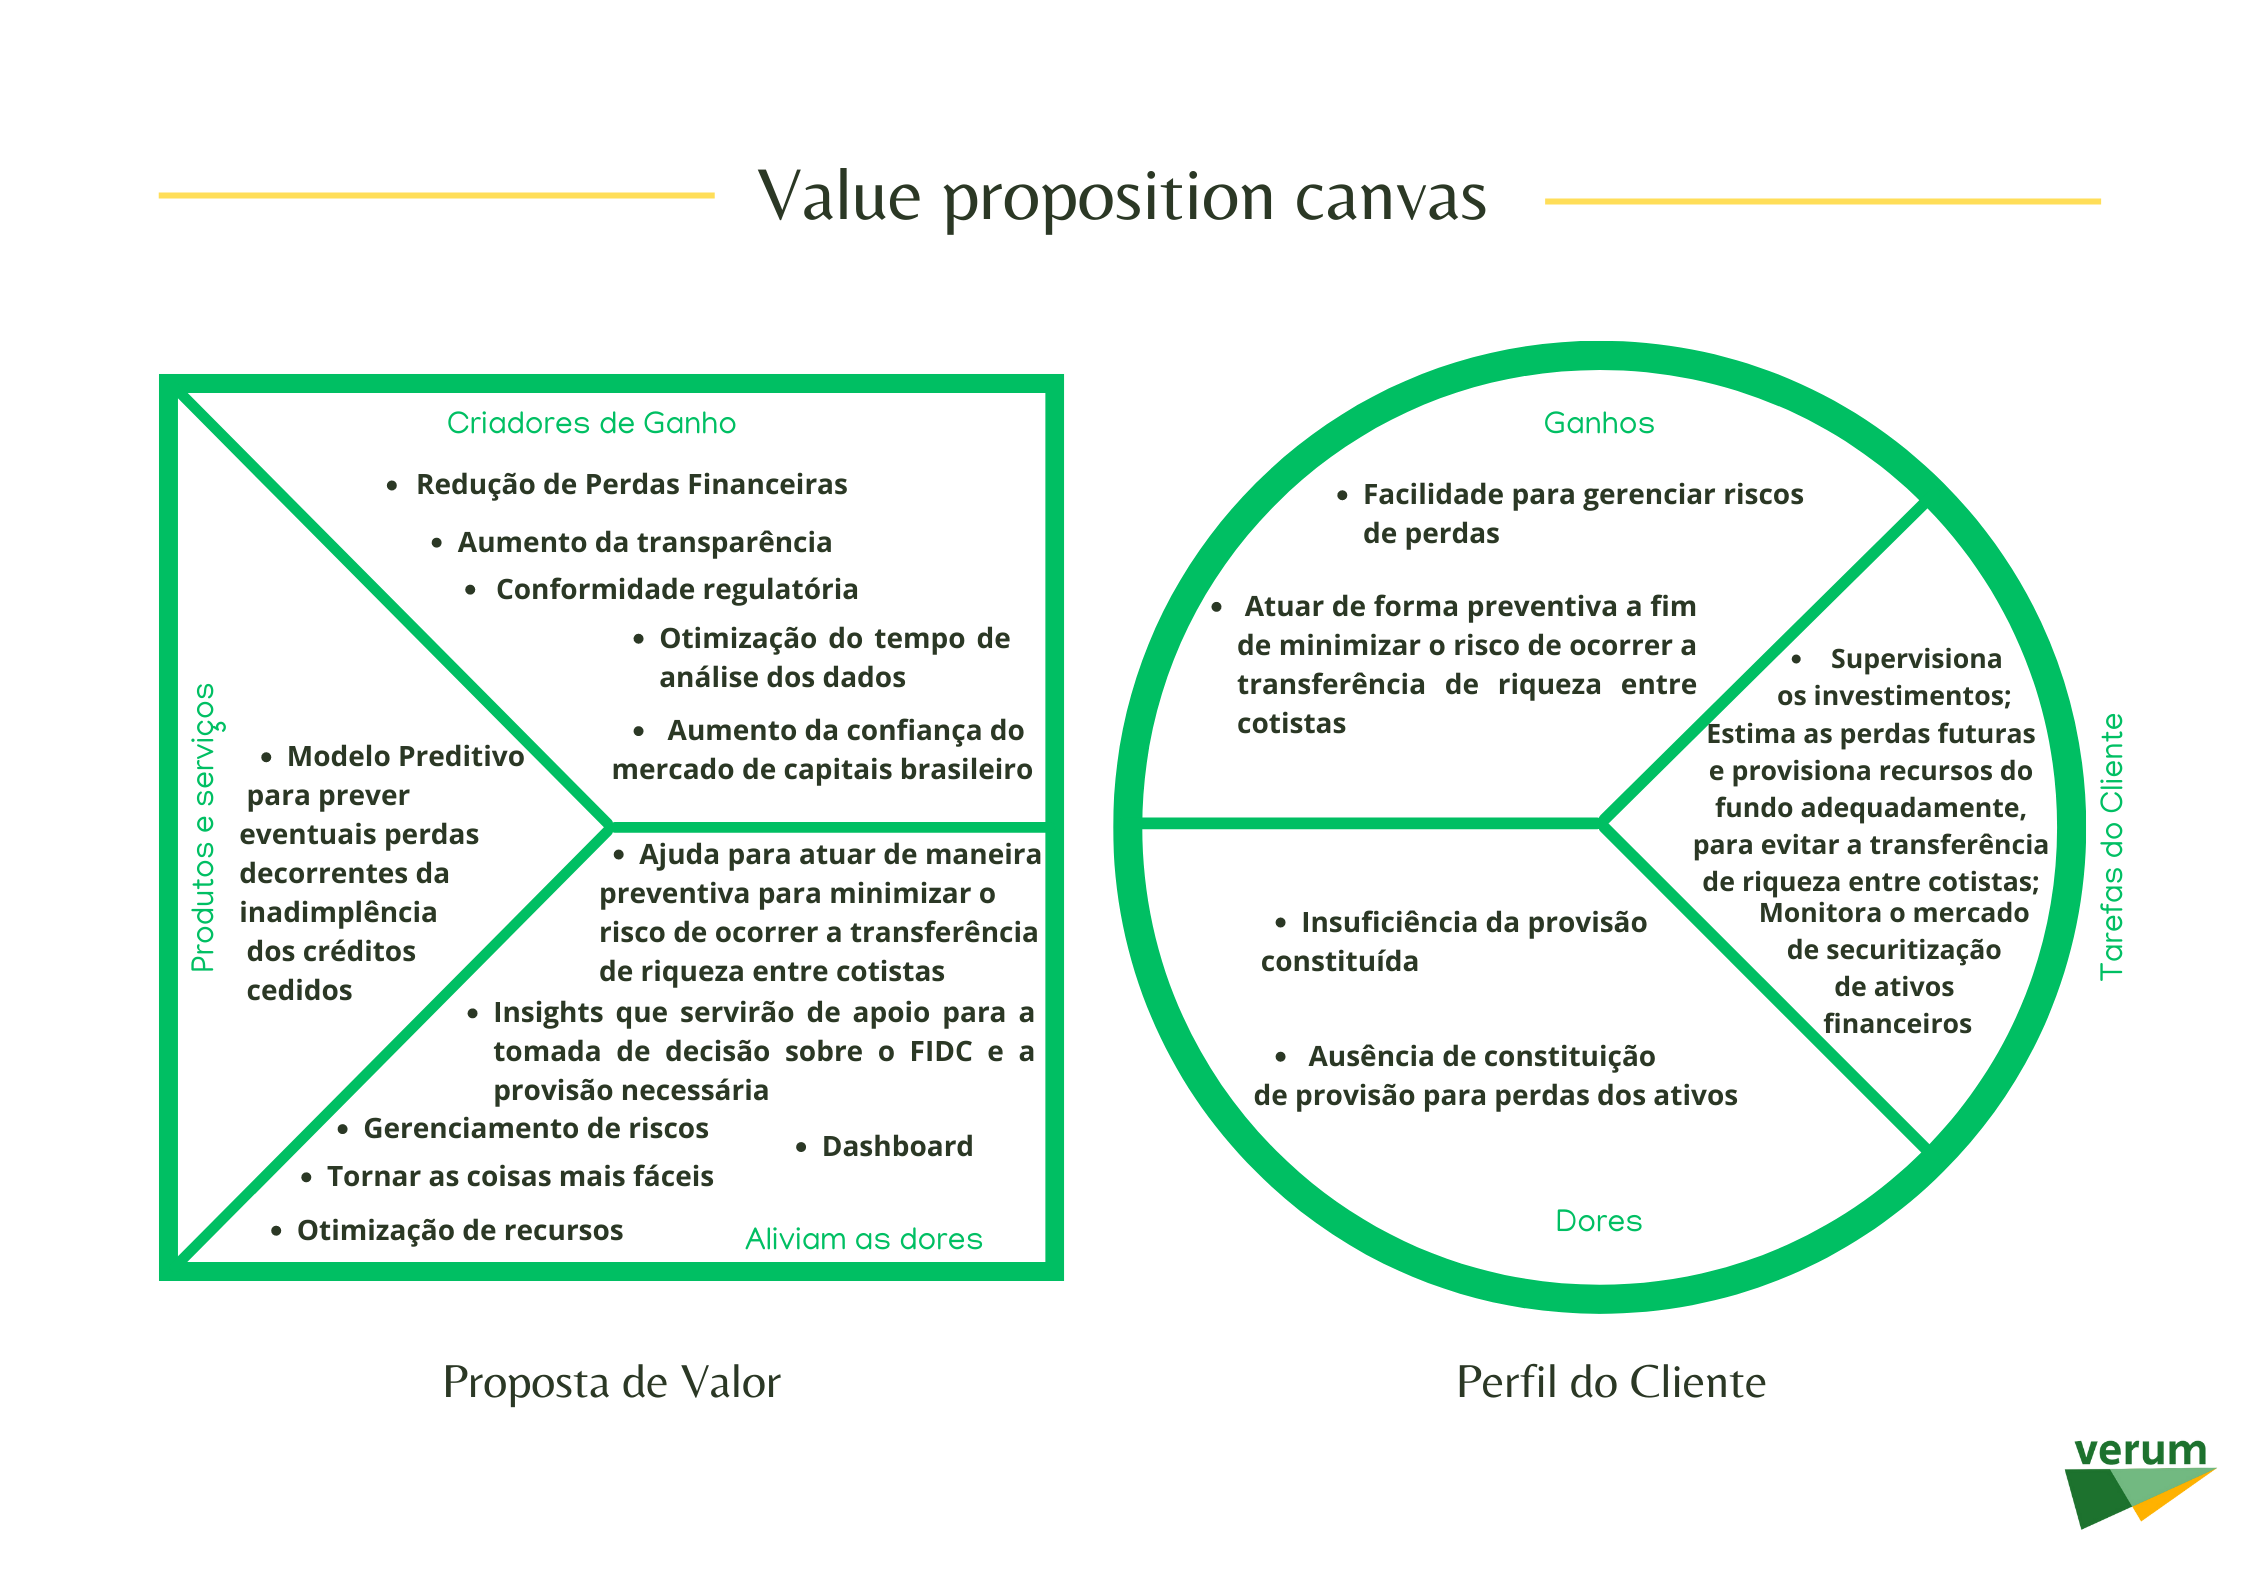 Value proposition canvas
Criadores de Ganho
• Redução de Perdas Financeiras
• Aumento da transparência
• Conformidade regulatória
• Otimização do tempo de
análise dos dados
• Aumento da confiança do
mercado de capitais brasileiro
Produtos e serviços
• Modelo Preditivo
para prever
eventuais perdas
decorrentes da
inadimplência
dos créditos
cedidos
• Ajuda para atuar de maneira
preventiva para minimizar o
risco de ocorrer a transferência
de riqueza entre cotistas
• Insights que servirão de apoio para a
tomada de decisão sobre o FIDC e a
provisão necessária
• Gerenciamento de riscos
• Dashboard
• Tornar as coisas mais fáceis
• Otimização de recursos
Aliviam as dores
Proposta de Valor
Ganhos
• Facilidade para gerenciar riscos
de perdas
• Atuar de forma preventiva a fim
de minimizar o risco de ocorrer a
transferência de riqueza entre
cotistas
• Supervisiona
os investimentos;
Estima as perdas futuras
e provisiona recursos do
fundo adequadamente,
para evitar a transferência
de riqueza entre cotistas;
Monitora o mercado
de securitização
de ativos
financeiros
Tarefas do Cliente
• Insuficiência da provisão
constituída
• Ausência de constituição
de provisão para perdas dos ativos
Dores
Perfil do Cliente
verum